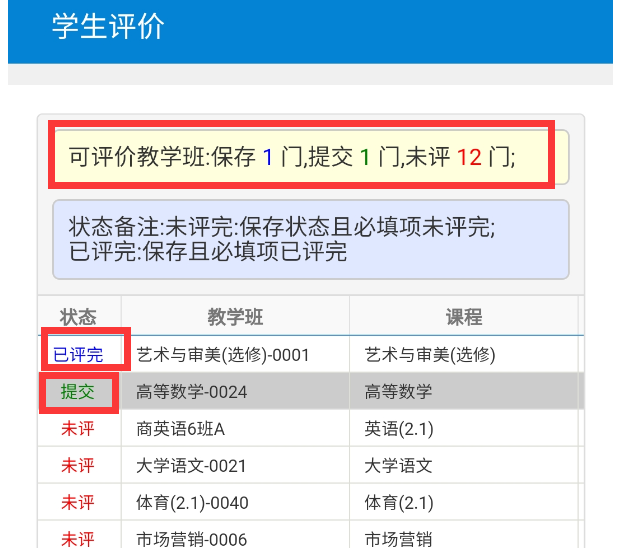 学生评价
可评价教学班:保存 1 门,提交 1 门,未评 12 门;
状态备注:未评完:保存状态且必填项未评完;
已评完:保存且必填项已评完
状态 教学班 课程
已评完 艺术与审美(选修)-0001 艺术与审美(选修)
提交 高等数学-0024 高等数学
未评 商英语6班A 英语(2.1)
未评 大学语文-0021 大学语文
未评 体育(2.1)-0040 体育(2.1)
未评 市场营销-0006 市场营销